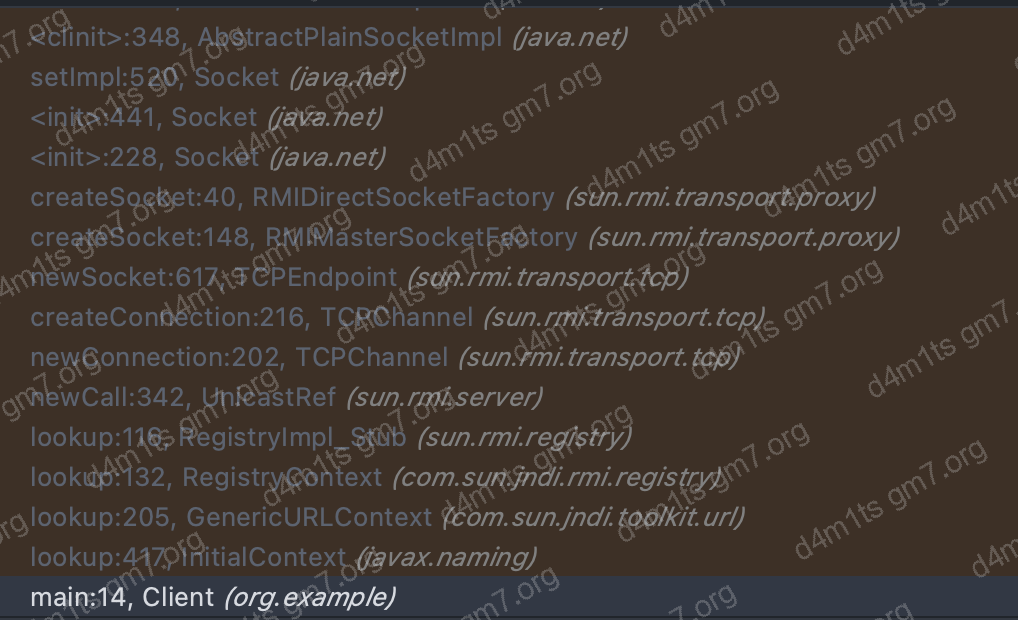 <clinit>:348, AbstractPlainSocketImpl (java.net)
setImpl:520, Socket (java.net)
<init>:441, Socket (java.net)
<init>:228, Socket (java.net)
createSocket:40, RMIDirectSocketFactory (sun.rmi.transport.proxy)
createSocket:148, RMIMasterSocketFactory (sun.rmi.transport.proxy)
newSocket:617, TCPEndpoint (sun.rmi.transport.tcp)
createConnection:216, TCPChannel (sun.rmi.transport.tcp)
newConnection:202, TCPChannel (sun.rmi.transport.tcp)
newCall:342, UnicastRef (sun.rmi.server)
lookup:116, RegistryImpl_Stub (sun.rmi.registry)
lookup:132, RegistryContext (com.sun.jndi.rmi.registry)
lookup:205, GenericURLContext (com.sun.jndi.toolkit.url)
lookup:417, InitialContext (javax.naming)
main:14, Client (org.example)
d4m1ts gm7.org